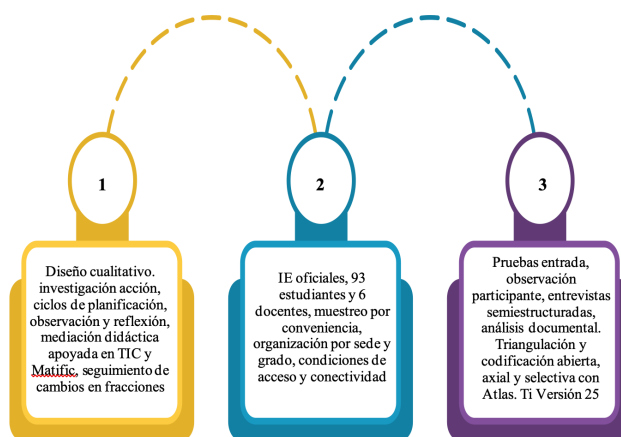 1
Diseño cualitativo.
investigación acción,
ciclos de planificación,
observación y reflexión,
mediación didáctica
apoyada en TIC y
Matific, seguimiento de
cambios en fracciones
2
IE oficiales, 93
estudiantes y 6
docentes, muestreo por
conveniencia,
organización por sede y
grado, condiciones de
acceso y conectividad
3
Pruebas entrada,
observación
participante, entrevistas
semiestructuradas,
análisis documental.
Triangulación y
codificación abierta,
axial y selectiva con
Atlas. Ti Versión 25